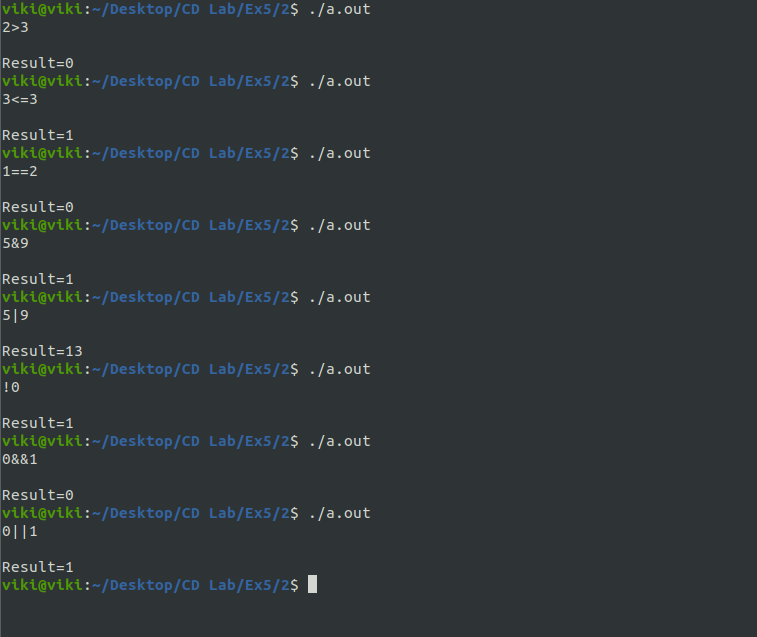 viki@viki:~/Desktop/CD Lab/Ex5/2$ ./a.out
2>3
Result=0
viki@viki:~/Desktop/CD Lab/Ex5/2$ ./a.out
3<=3
Result=1
viki@viki:~/Desktop/CD Lab/Ex5/2$ ./a.out
1==2
Result=0
viki@viki:~/Desktop/CD Lab/Ex5/2$ ./a.out
5&9
Result=1
viki@viki:~/Desktop/CD Lab/Ex5/2$ ./a.out
5|9
Result=13
viki@viki:~/Desktop/CD Lab/Ex5/2$ ./a.out
!0
Result=1
viki@viki:~/Desktop/CD Lab/Ex5/2$ ./a.out
0&&1
Result=0
viki@viki:~/Desktop/CD Lab/Ex5/2$ ./a.out
0||1
Result=1
viki@viki:~/Desktop/CD Lab/Ex5/2$